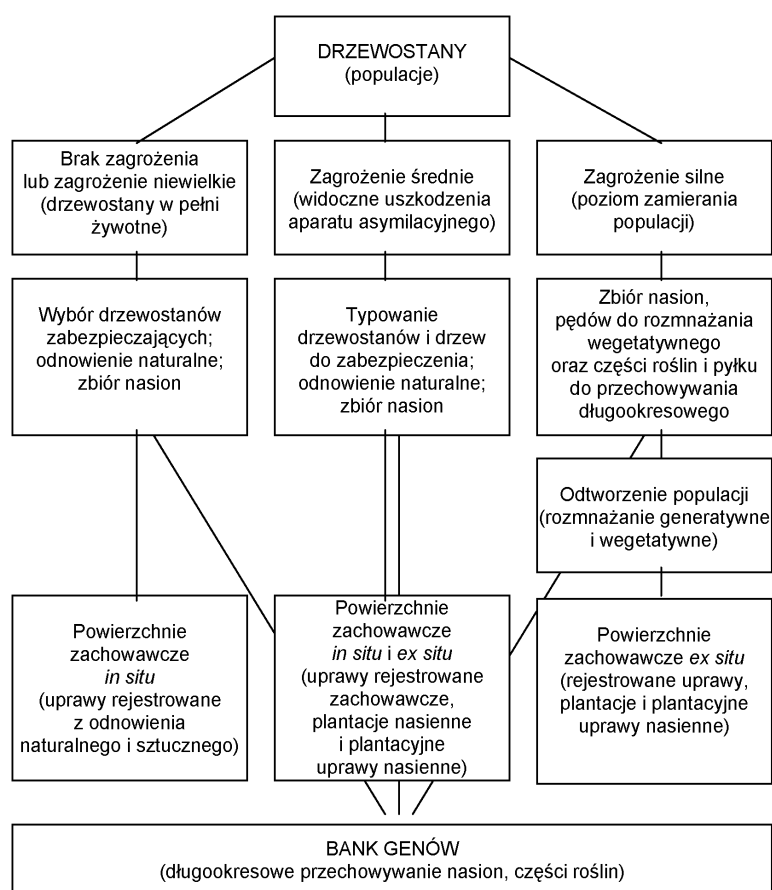 DRZEWOSTANY
(populacje)
Brak zagrożenia
lub zagrożenie niewielkie
(drzewostany w pełni
żywotne)
Zagrożenie średnie
(widoczne uszkodzenia
aparatu asymilacyjnego)
Zagrożenie silne
(poziom zamierania
populacji)
Wybór drzewostanów
zabezpieczających;
odnowienie naturalne;
zbiór nasion
Typowanie
drzewostanów i drzew
do zabezpieczenia;
odnowienie naturalne;
zbiór nasion
Zbiór nasion,
pędów do rozmnażania
wegetatywnego
oraz części roślin i pyłku
do przechowywania
długookresowego
Odtworzenie populacji
(rozmnażanie generatywne
i wegetatywne)
Powierzchnie
zachowawcze
in situ
(uprawy rejestrowane
z odnowienia
naturalnego i sztucznego)
Powierzchnie
zachowawcze
in situ i ex situ
(uprawy rejestrowane
zachowawcze,
plantacje nasienne
i plantacyjne
uprawy nasienne)
Powierzchnie
zachowawcze ex situ
(rejestrowane uprawy,
plantacje i plantacyjne
uprawy nasienne)
BANK GENÓW
(długookresowe przechowywanie nasion, części roślin)